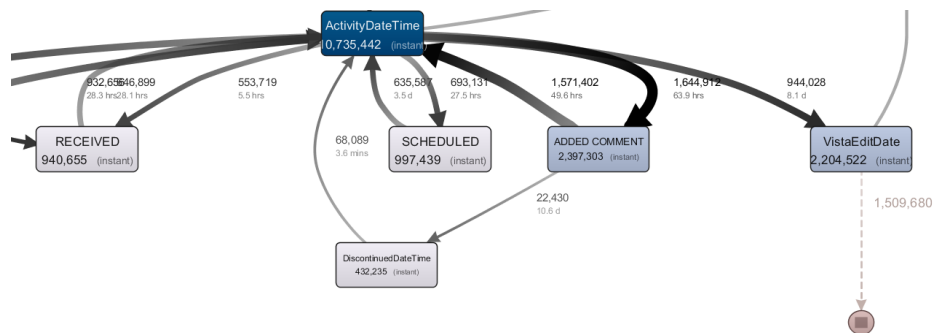 ActivityDateTime
10,735,442 (instant)
932,656
28.3 hrs
646,899
28.1 hrs
553,719
5.5 hrs
635,587
3.5 d
693,131
27.5 hrs
1,571,402
49.6 hrs
1,644,912
63.9 hrs
944,028
8.1 d
RECEIVED
940,655 (instant)
68,089
3.6 mins
SCHEDULED
997,439 (instant)
ADDED COMMENT
2,397,303 (instant)
VistaEditDate
2,204,522 (instant)
22,430
10.6 d
1,509,680
DiscontinuedDateTime
432,235 (instant)